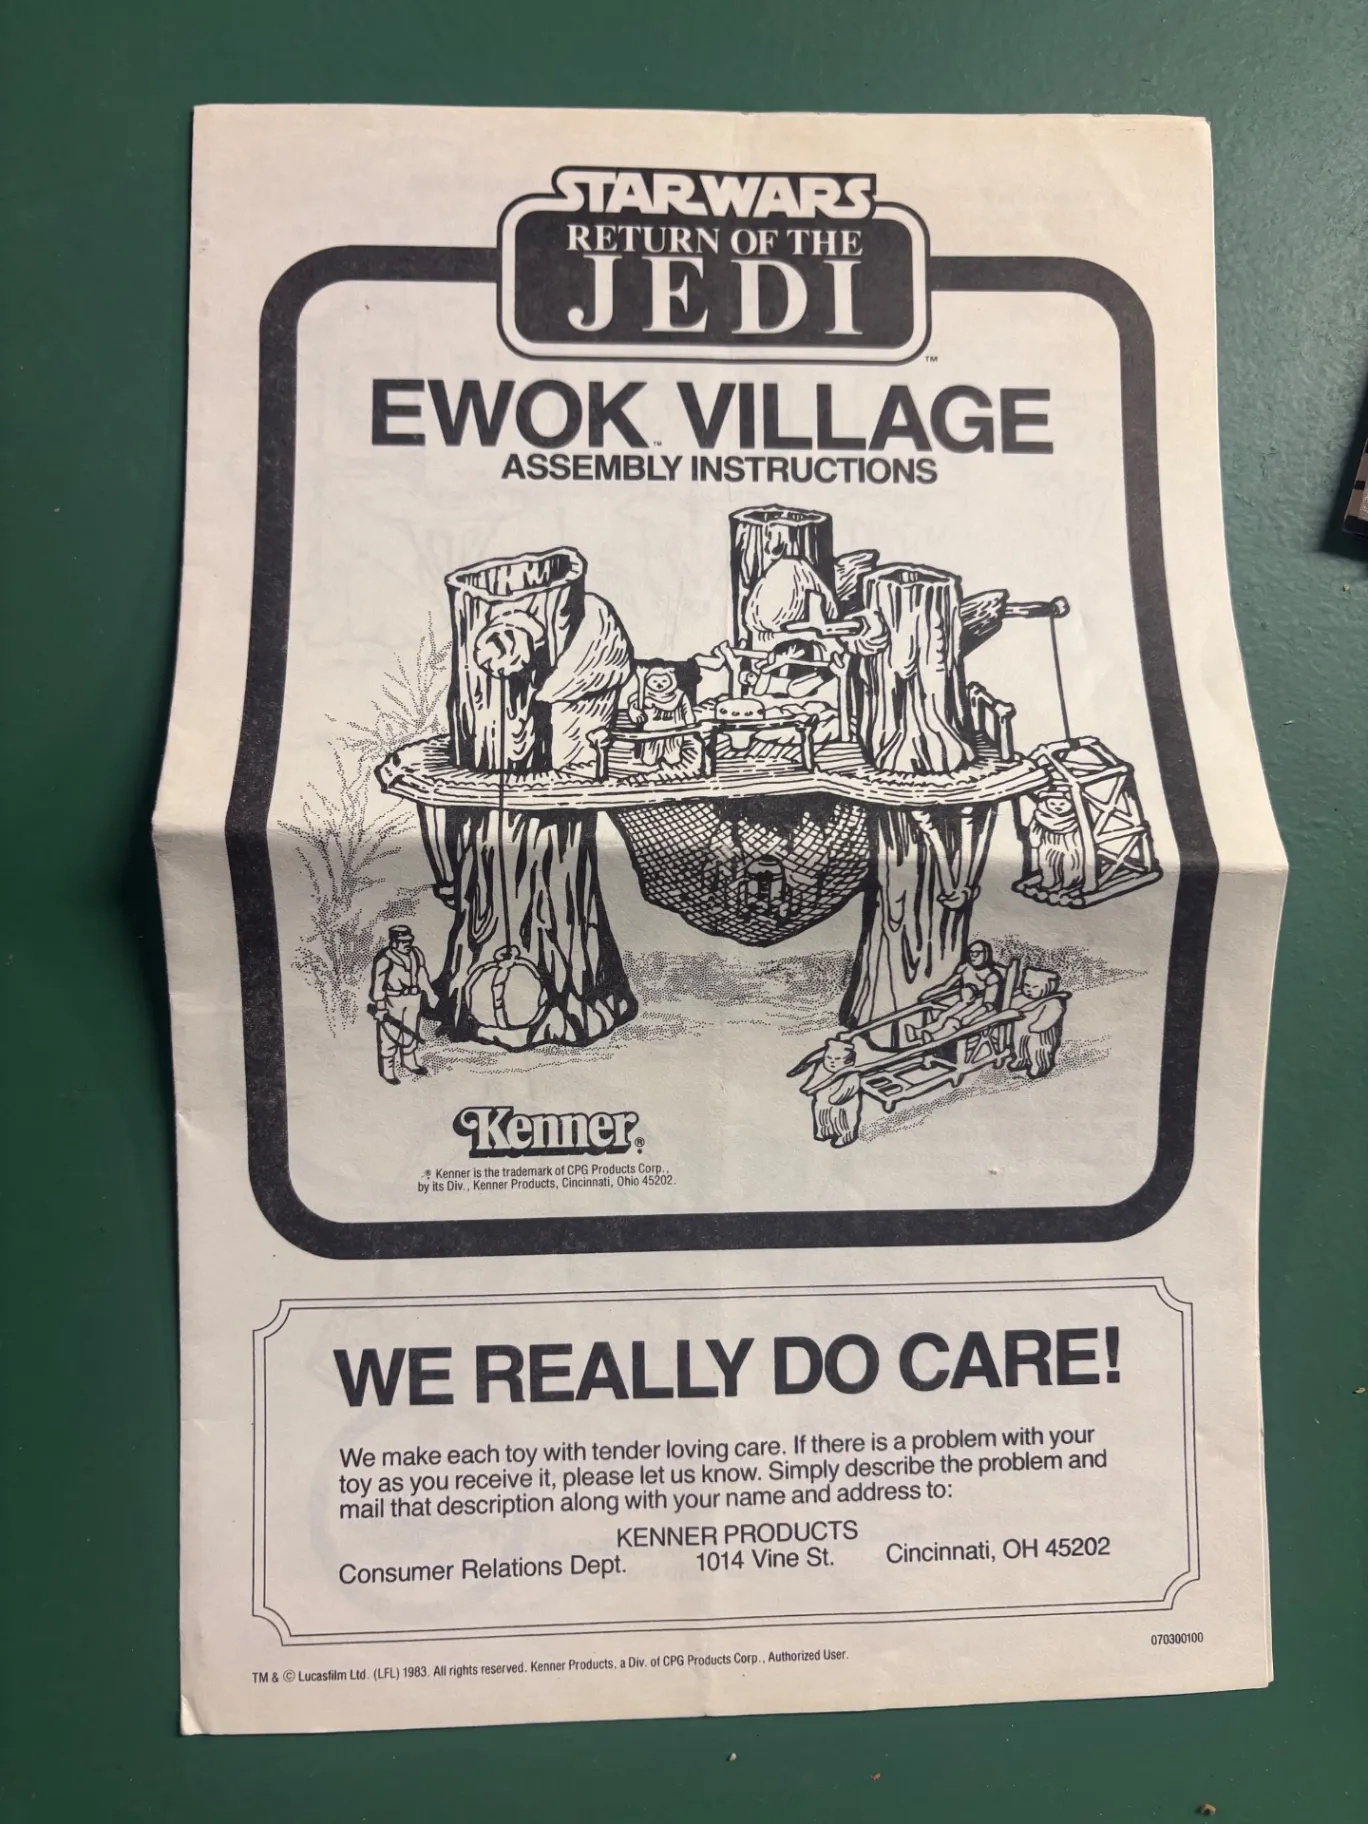 STAR WARS
RETURN OF THE
JEDI
TM
EWOK™ VILLAGE
ASSEMBLY INSTRUCTIONS
Kenner®
® Kenner is the trademark of CPG Products Corp.,
by its Div., Kenner Products, Cincinnati, Ohio 45202.
WE REALLY DO CARE!
We make each toy with tender loving care. If there is a problem with your
toy as you receive it, please let us know. Simply describe the problem and
mail that description along with your name and address to:
KENNER PRODUCTS
Consumer Relations Dept. 1014 Vine St. Cincinnati, OH 45202
070300100
TM & © Lucasfilm Ltd. (LFL) 1983. All rights reserved. Kenner Products, a Div. of CPG Products Corp., Authorized User.